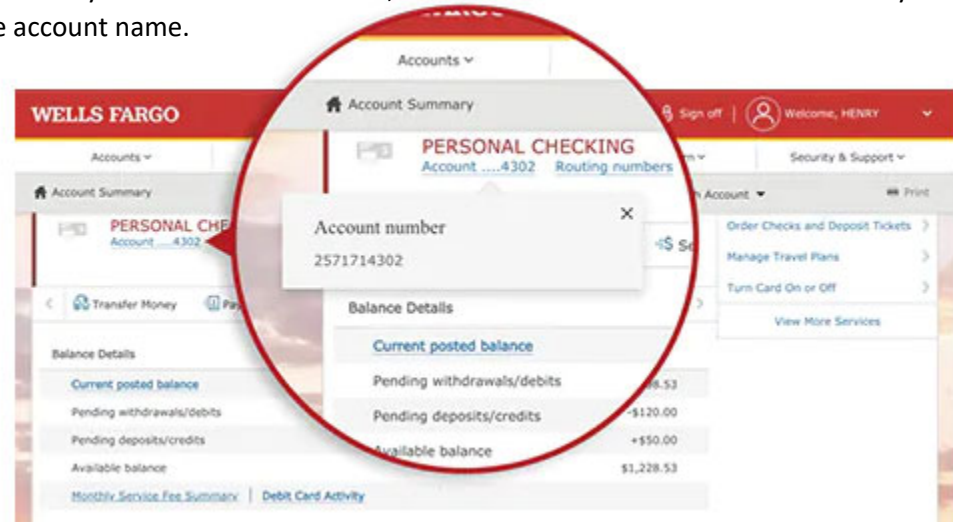 e account name.
WELLS FARGO
Sign off | Welcome, HENRY
Accounts
Security & Support
Account Summary
Account
Print
PERSONAL CHE
Account ....4302
Order Checks and Deposit Tickets
Manage Travel Plans
Turn Card On or Off
View More Services
Transfer Money
Pay
Balance Details
Current posted balance
Pending withdrawals/debits
-$120.00
Pending deposits/credits
+$50.00
Available balance
$1,228.53
Monthly Service Fee Summary | Debit Card Activity
Accounts
Account Summary
PERSONAL CHECKING
Account ....4302 Routing numbers
Account number
2571714302
Balance Details
Current posted balance
Pending withdrawals/debits
Pending deposits/credits
Available balance